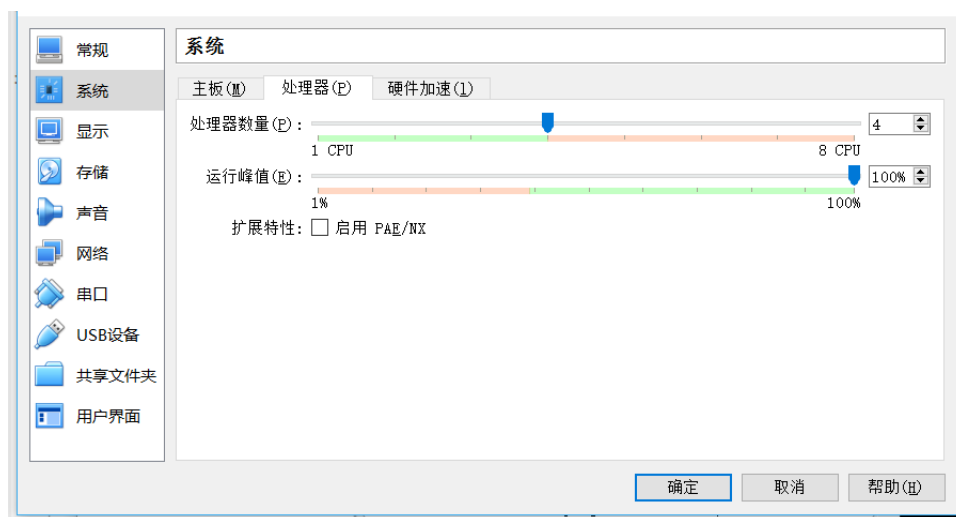 常规
系统
显示
存储
声音
网络
串口
USB设备
共享文件夹
用户界面
系统
主板(M) 处理器(P) 硬件加速(l)
处理器数量(P)： 4
1 CPU 8 CPU
运行峰值(E)： 100%
1% 100%
扩展特性： 启用 PAE/NX
确定 取消 帮助(H)